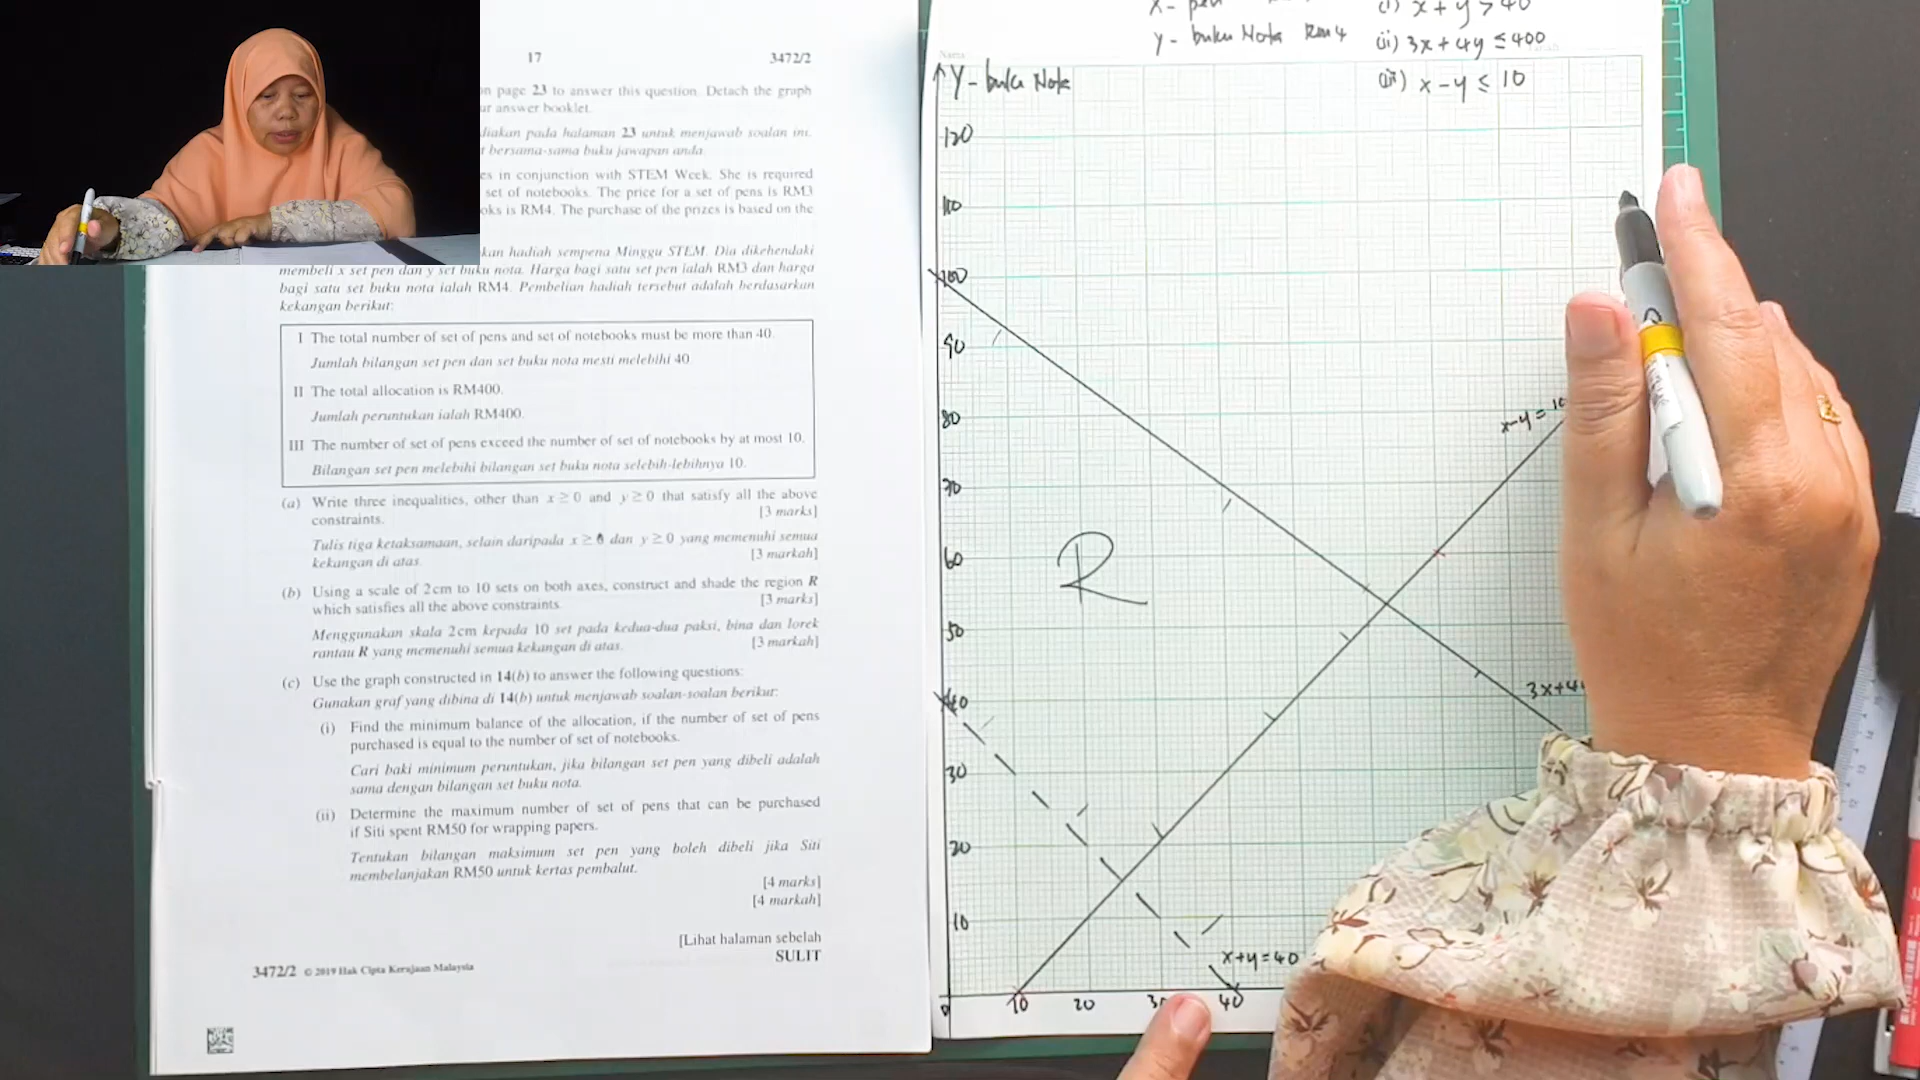 17
3472/2
n page 23 to answer this question. Detach the graph
ur answer booklet.
diakan pada halaman 23 untuk menjawab soalan ini.
t bersama-sama buku jawapan anda.
es in conjunction with STEM Week. She is required
set of notebooks. The price for a set of pens is RM3
oks is RM4. The purchase of the prizes is based on the
kan hadiah sempena Minggu STEM. Dia dikehendaki
membeli x set pen dan y set buku nota. Harga bagi satu set pen ialah RM3 dan harga
bagi satu set buku nota ialah RM4. Pembelian hadiah tersebut adalah berdasarkan
kekangan berikut:
I The total number of set of pens and set of notebooks must be more than 40.
Jumlah bilangan set pen dan set buku nota mesti melebihi 40.
II The total allocation is RM400.
Jumlah peruntukan ialah RM400.
III The number of set of pens exceed the number of set of notebooks by at most 10.
Bilangan set pen melebihi bilangan set buku nota selebih-lebihnya 10.
(a) Write three inequalities, other than x ≥ 0 and y ≥ 0 that satisfy all the above
constraints. [3 marks]
Tulis tiga ketaksamaan, selain daripada x ≥ 0 dan y ≥ 0 yang memenuhi semua
kekangan di atas. [3 markah]
(b) Using a scale of 2cm to 10 sets on both axes, construct and shade the region R
which satisfies all the above constraints. [3 marks]
Menggunakan skala 2cm kepada 10 set pada kedua-dua paksi, bina dan lorek
rantau R yang memenuhi semua kekangan di atas. [3 markah]
(c) Use the graph constructed in 14(b) to answer the following questions:
Gunakan graf yang dibina di 14(b) untuk menjawab soalan-soalan berikut:
(i) Find the minimum balance of the allocation, if the number of set of pens
purchased is equal to the number of set of notebooks.
Cari baki minimum peruntukan, jika bilangan set pen yang dibeli adalah
sama dengan bilangan set buku nota.
(ii) Determine the maximum number of set of pens that can be purchased
if Siti spent RM50 for wrapping papers.
Tentukan bilangan maksimum set pen yang boleh dibeli jika Siti
membelanjakan RM50 untuk kertas pembalut.
[4 marks]
[4 markah]
[Lihat halaman sebelah
SULIT
3472/2 © 2019 Hak Cipta Kerajaan Malaysia
x - pen
(i) x + y > 40
y - buku Nota RM4
(ii) 3x + 4y ≤ 400
Nama
(iii) x - y ≤ 10
Y - buku Nota
120
110
100
90
80
70
60
50
40
30
20
10
0
10
20
30
40
R
x - y = 10
3x + 4y
x + y = 40